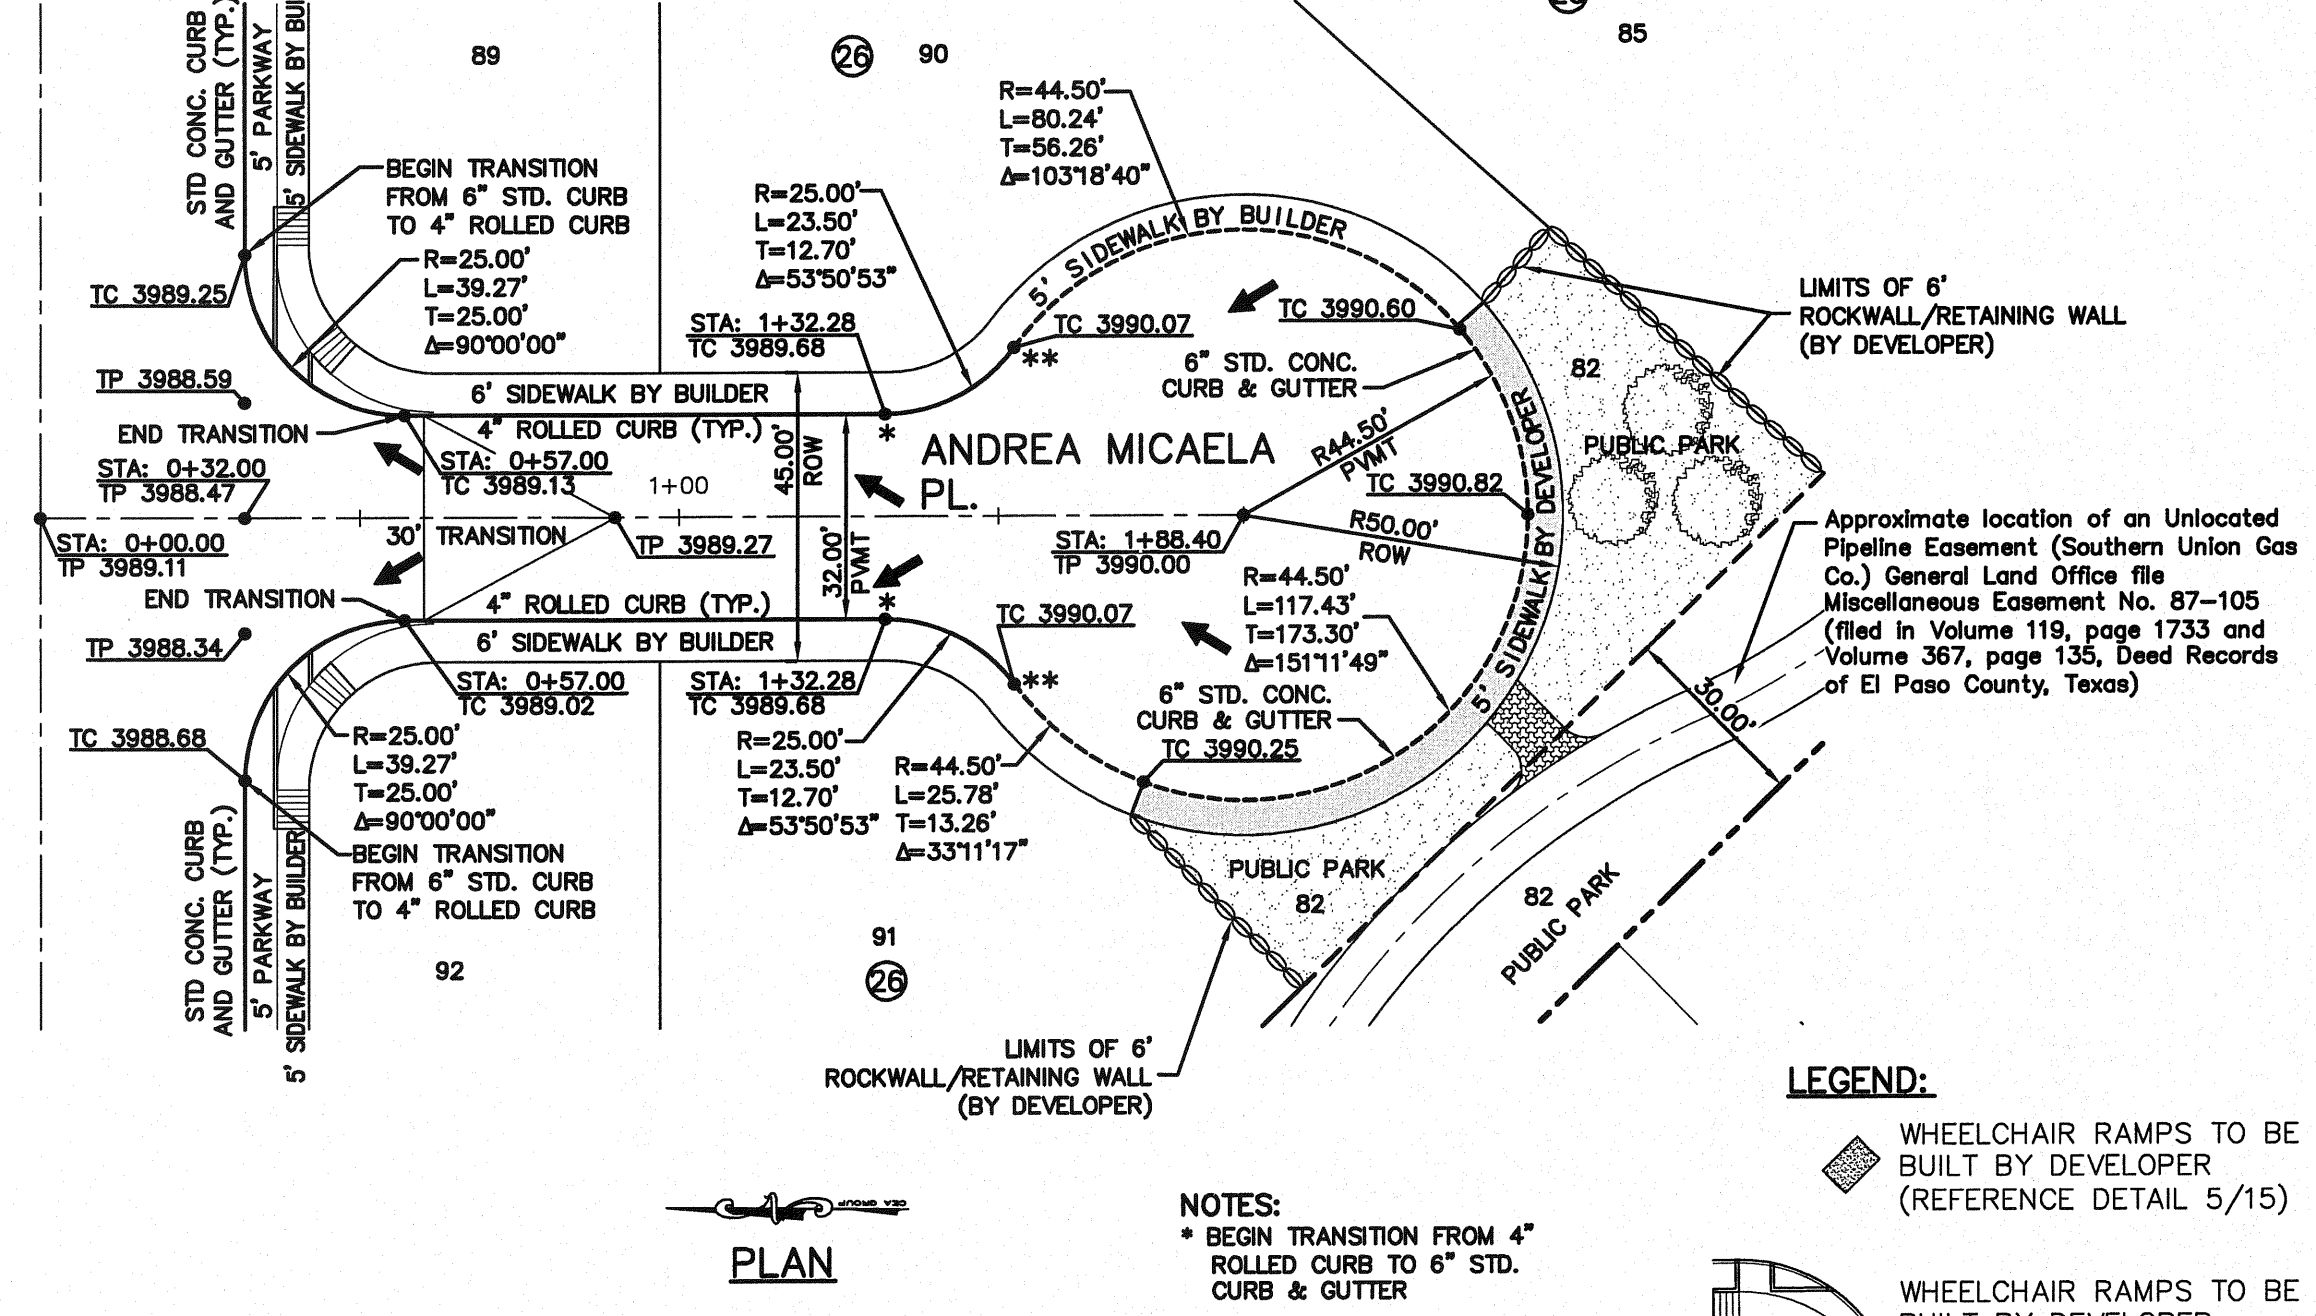 STD CONC. CURB
AND GUTTER (TYP.)
5' PARKWAY
5' SIDEWALK BY
89
26
90
85
BEGIN TRANSITION
FROM 6" STD. CURB
TO 4" ROLLED CURB
R=25.00'
L=39.27'
T=25.00'
Δ=90°00'00"
TC 3989.25
TP 3988.59
END TRANSITION
STA: 0+32.00
TP 3988.47
STA: 0+00.00
TP 3989.11
END TRANSITION
TP 3988.34
TC 3988.68
R=25.00'
L=23.50'
T=12.70'
Δ=53°50'53"
STA: 1+32.28
TC 3989.68
R=44.50'
L=80.24'
T=56.26'
Δ=103°18'40"
5' SIDEWALK BY BUILDER
TC 3990.07
**
TC 3990.60
6" STD. CONC.
CURB & GUTTER
6' SIDEWALK BY BUILDER
4" ROLLED CURB (TYP.)
*
STA: 0+57.00
TC 3989.13
1+00
45.00'
ROW
32.00'
PVMT
ANDREA MICAELA
PL.
R44.50'
PVMT
TC 3990.82
R50.00'
ROW
30' TRANSITION
TP 3989.27
STA: 1+88.40
TP 3990.00
5' SIDEWALK BY DEVELOPER
82
PUBLIC PARK
LIMITS OF 6'
ROCKWALL/RETAINING WALL
(BY DEVELOPER)
Approximate location of an Unlocated
Pipeline Easement (Southern Union Gas
Co.) General Land Office file
Miscellaneous Easement No. 87-105
(filed in Volume 119, page 1733 and
Volume 367, page 135, Deed Records
of El Paso County, Texas)
30.00'
4" ROLLED CURB (TYP.)
6' SIDEWALK BY BUILDER
*
STA: 0+57.00
TC 3989.02
STA: 1+32.28
TC 3989.68
TC 3990.07
**
R=44.50'
L=117.43'
T=173.30'
Δ=151°11'49"
6" STD. CONC.
CURB & GUTTER
TC 3990.25
R=25.00'
L=39.27'
T=25.00'
Δ=90°00'00"
BEGIN TRANSITION
FROM 6" STD. CURB
TO 4" ROLLED CURB
R=25.00'
L=23.50'
T=12.70'
Δ=53°50'53"
R=44.50'
L=25.78'
T=13.26'
Δ=33°11'17"
STD CONC. CURB
AND GUTTER (TYP.)
5' PARKWAY
5' SIDEWALK BY BUILDER
92
91
26
PUBLIC PARK
82
82
PUBLIC PARK
LIMITS OF 6'
ROCKWALL/RETAINING WALL
(BY DEVELOPER)
CEA GROUP
PLAN
NOTES:
* BEGIN TRANSITION FROM 4"
ROLLED CURB TO 6" STD.
CURB & GUTTER
LEGEND:
WHEELCHAIR RAMPS TO BE
BUILT BY DEVELOPER
(REFERENCE DETAIL 5/15)
WHEELCHAIR RAMPS TO BE